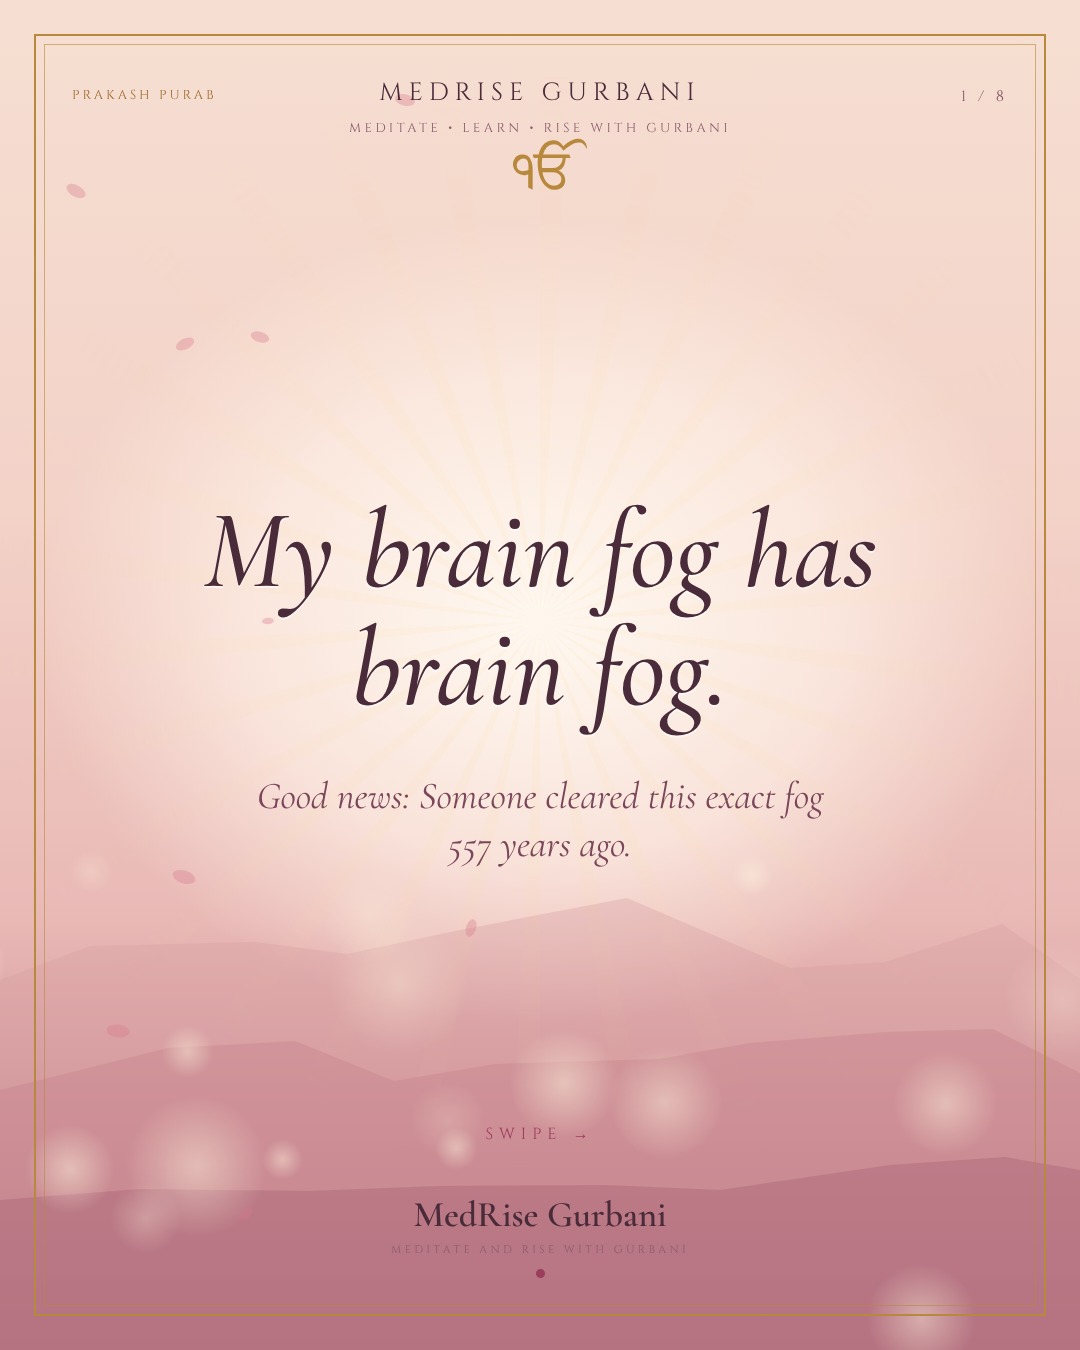 PRAKASH PURAB
MEDRISE GURBANI
1 / 8
MEDITATE • LEARN • RISE WITH GURBANI
ੴ
My brain fog has
brain fog.
Good news: Someone cleared this exact fog
557 years ago.
SWIPE →
MedRise Gurbani
MEDITATE AND RISE WITH GURBANI